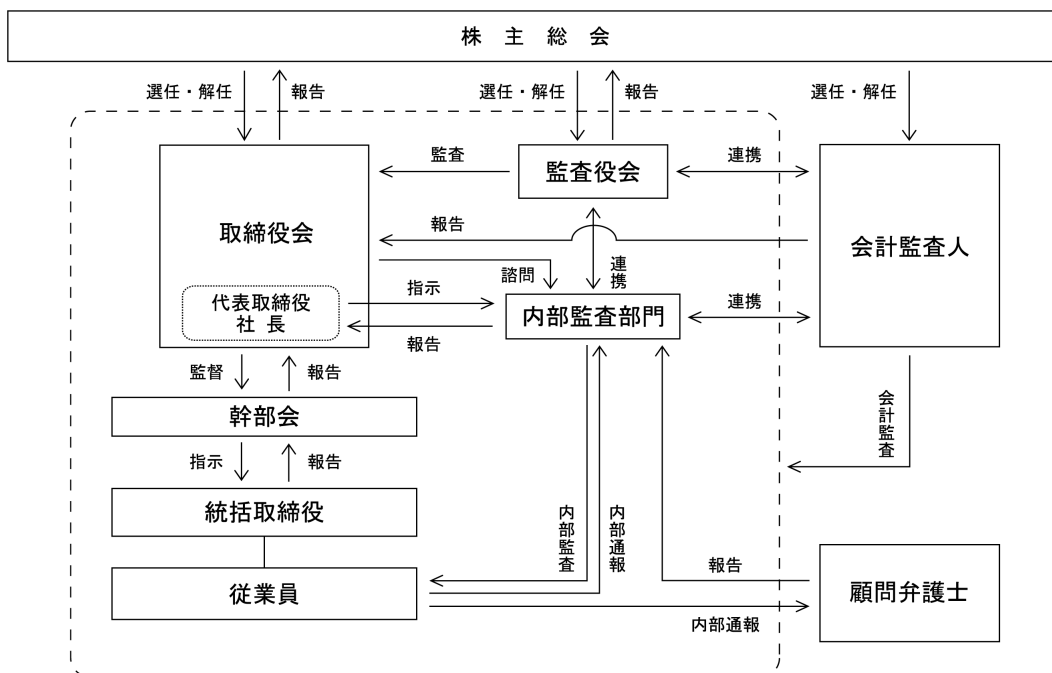 株 主 総 会
選任・解任
報告
選任・解任
報告
選任・解任
取締役会
監査
監査役会
連携
会計監査人
報告
諮問
連携
代表取締役
社 長
指示
報告
内部監査部門
連携
監督
報告
幹部会
会計監査
指示
報告
統括取締役
内部監査
内部通報
従業員
報告
顧問弁護士
内部通報